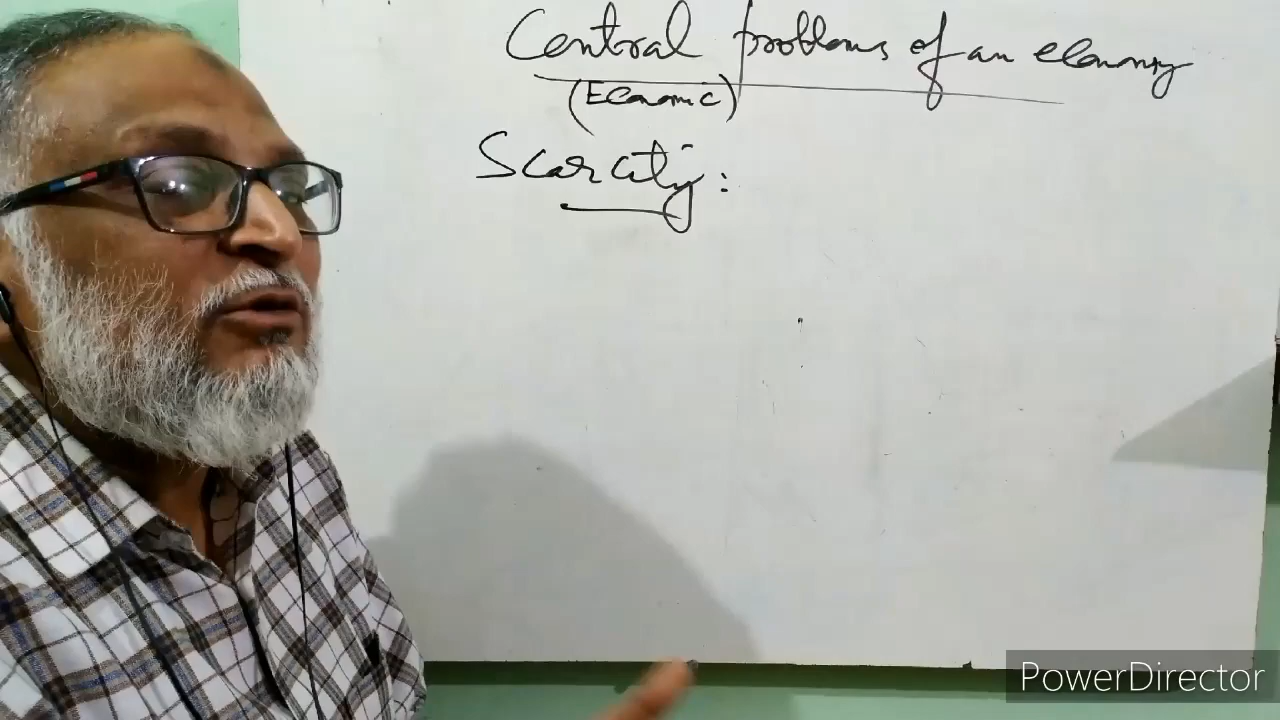 Central problems of an economy
(Economic)
Scarcity:
PowerDirector